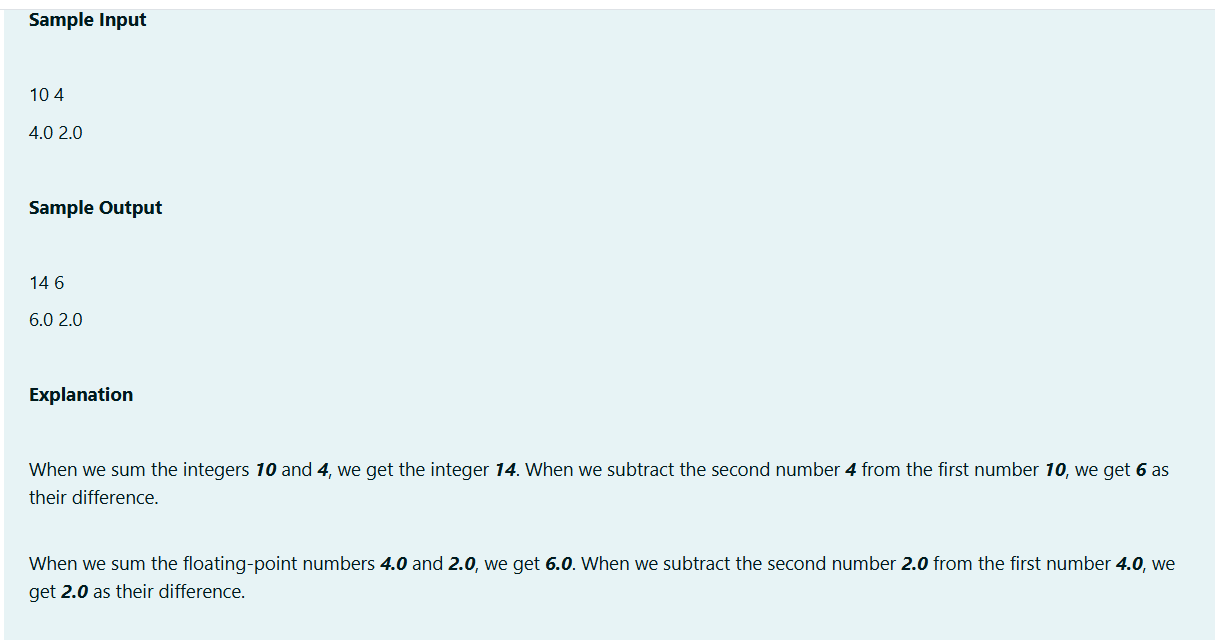 Sample Input
10 4
4.0 2.0
Sample Output
14 6
6.0 2.0
Explanation
When we sum the integers 10 and 4, we get the integer 14. When we subtract the second number 4 from the first number 10, we get 6 as
their difference.
When we sum the floating-point numbers 4.0 and 2.0, we get 6.0. When we subtract the second number 2.0 from the first number 4.0, we
get 2.0 as their difference.